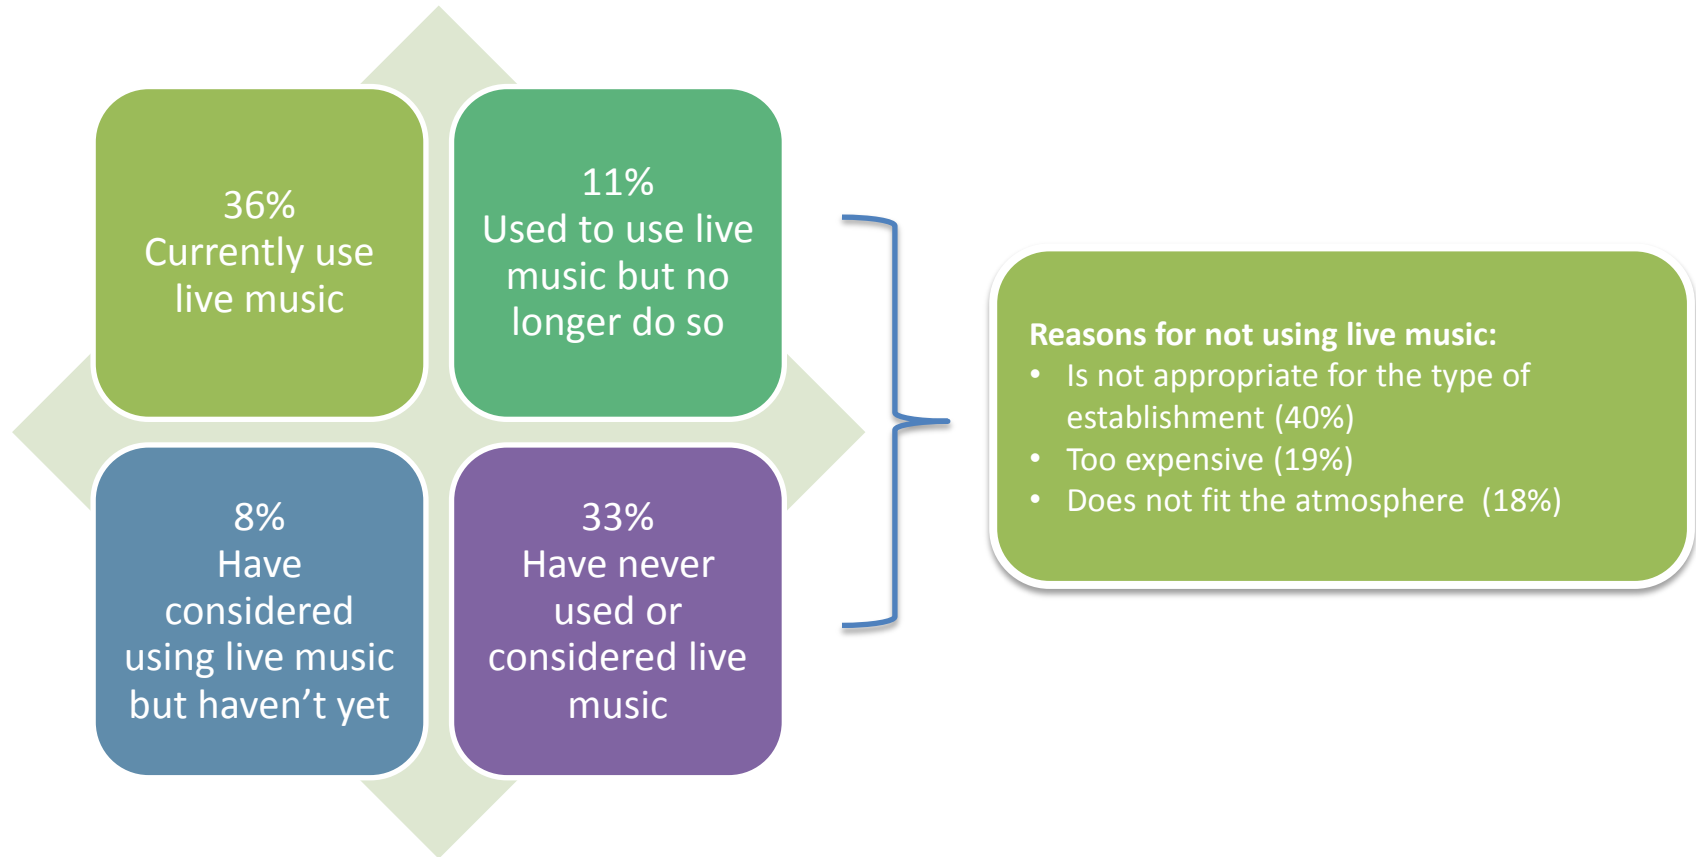 36%
Currently use
live music
11%
Used to use live
music but no
longer do so
8%
Have
considered
using live music
but haven’t yet
33%
Have never
used or
considered live
music
Reasons for not using live music:
• Is not appropriate for the type of
establishment (40%)
• Too expensive (19%)
• Does not fit the atmosphere  (18%)